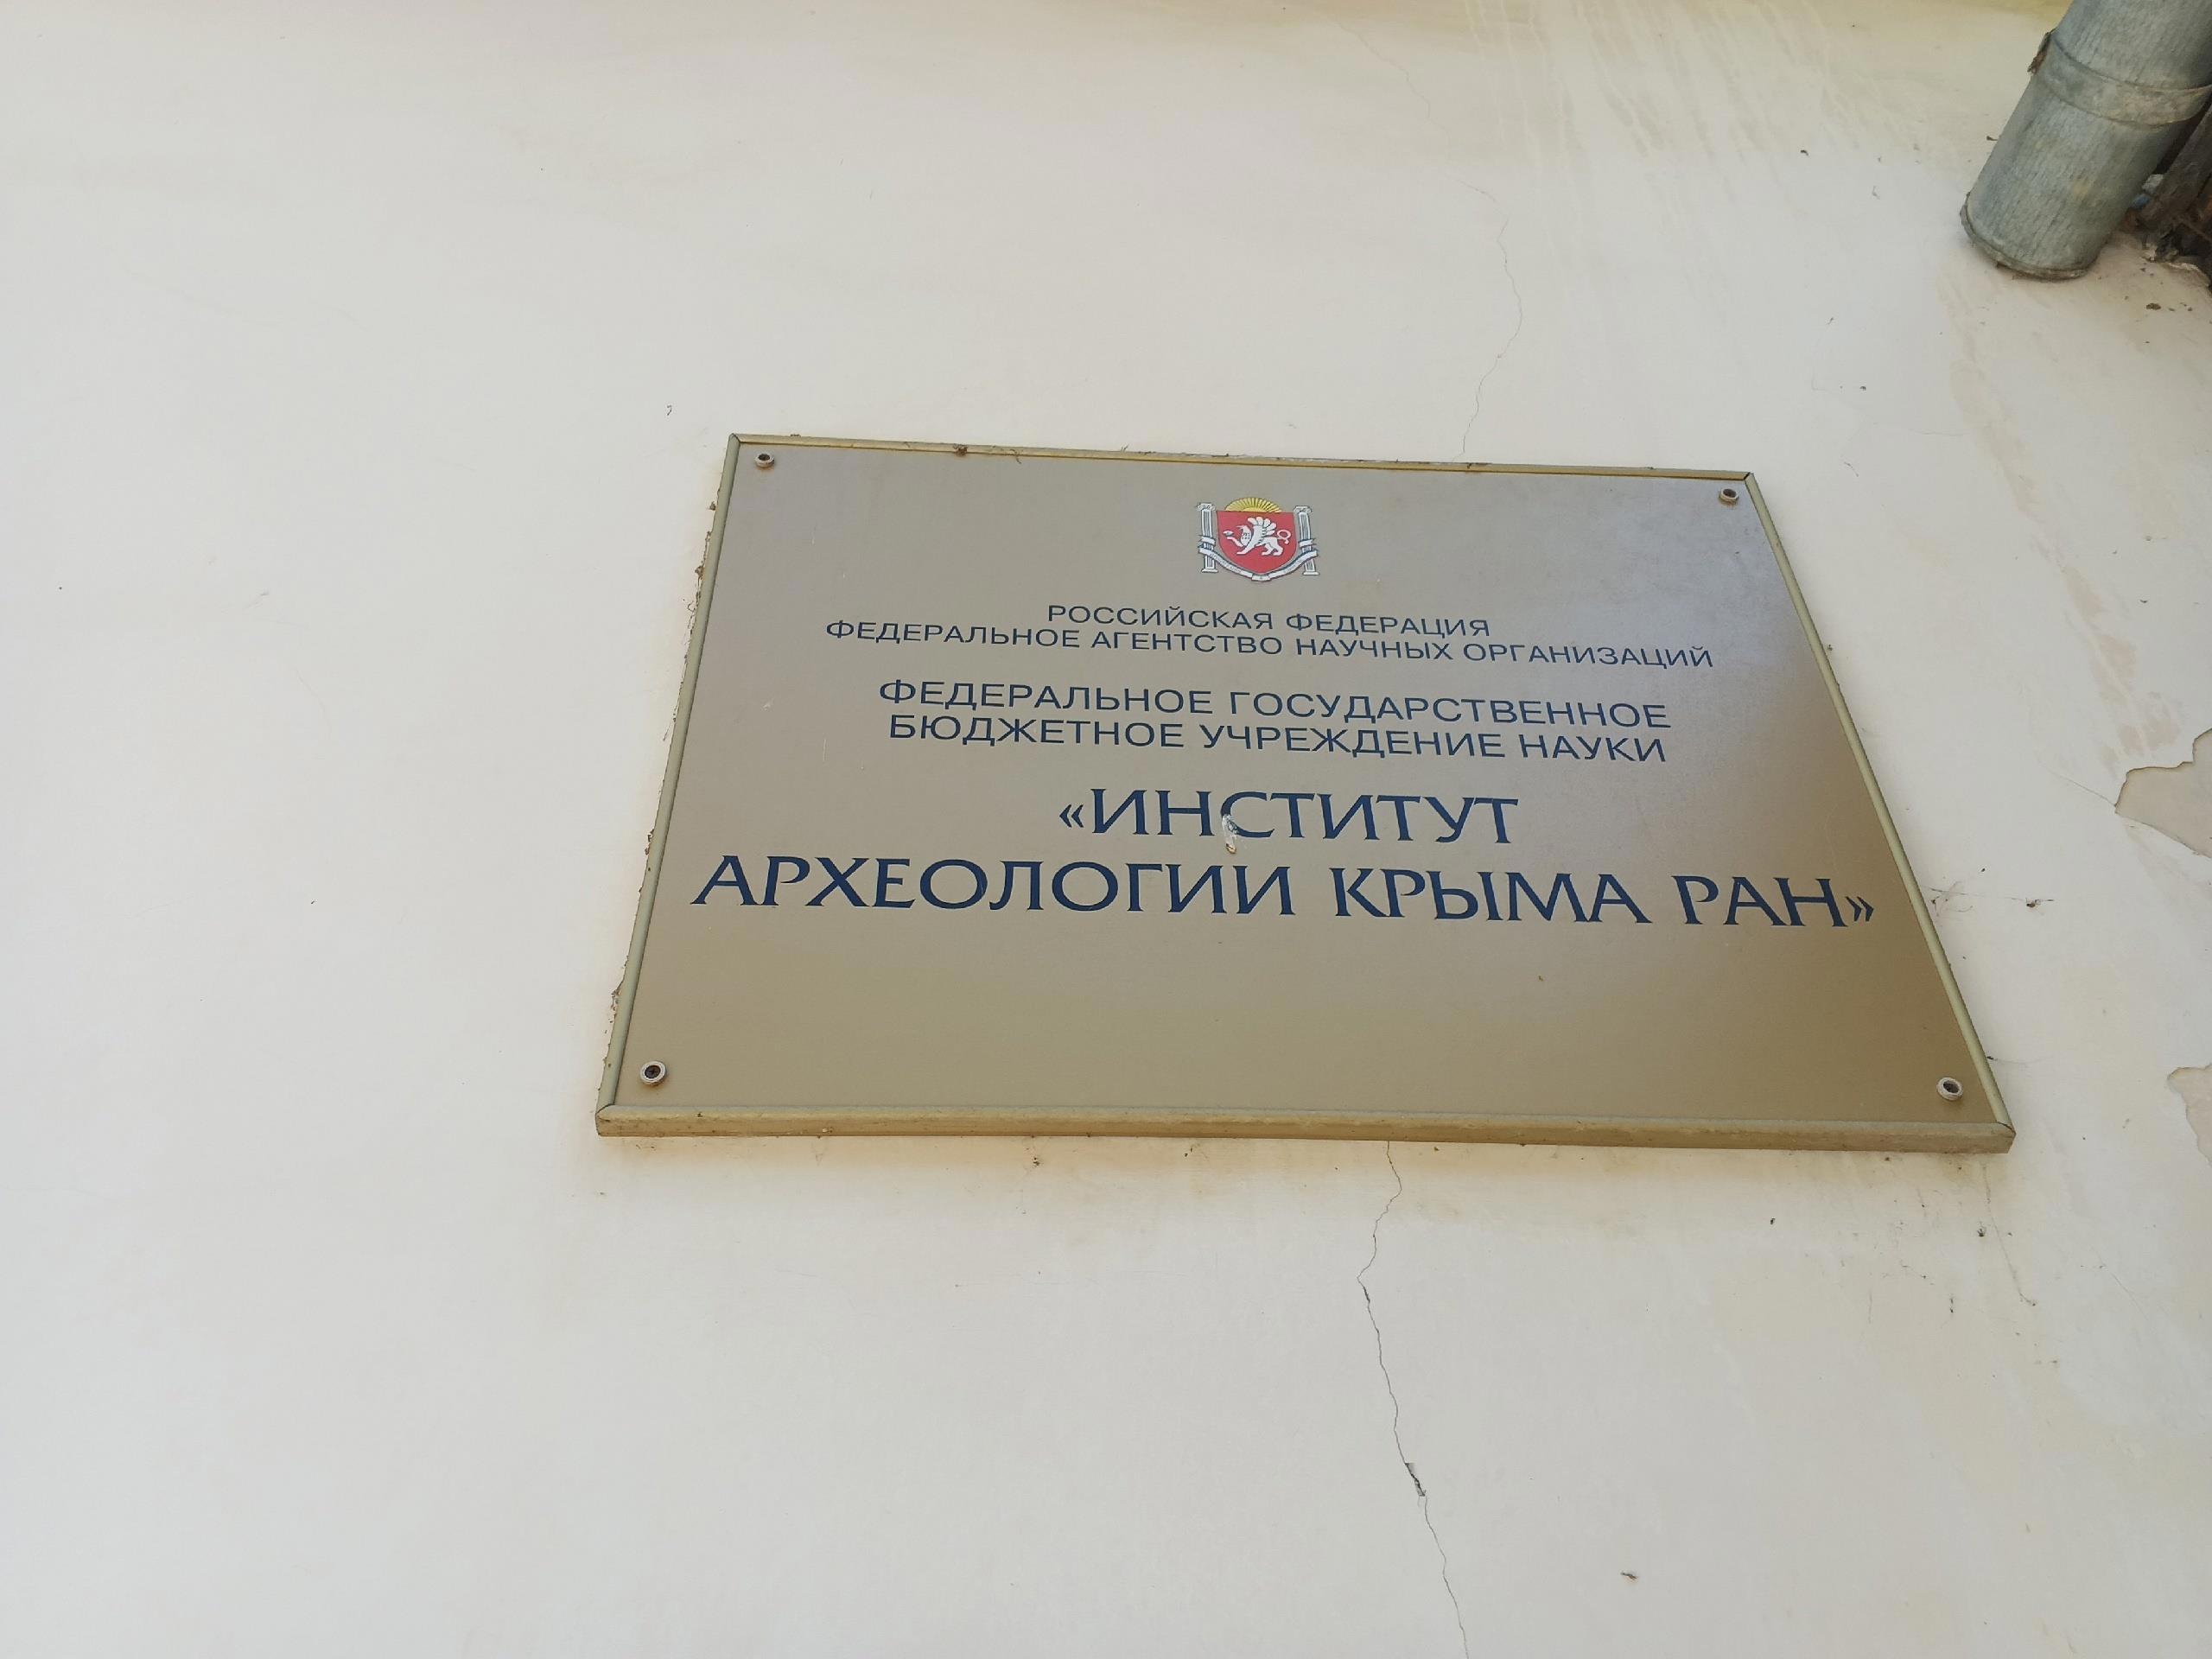 РОССИЙСКАЯ ФЕДЕРАЦИЯ
ФЕДЕРАЛЬНОЕ АГЕНТСТВО НАУЧНЫХ ОРГАНИЗАЦИЙ
ФЕДЕРАЛЬНОЕ ГОСУДАРСТВЕННОЕ
БЮДЖЕТНОЕ УЧРЕЖДЕНИЕ НАУКИ
«ИНСТИТУТ
АРХЕОЛОГИИ КРЫМА РАН»